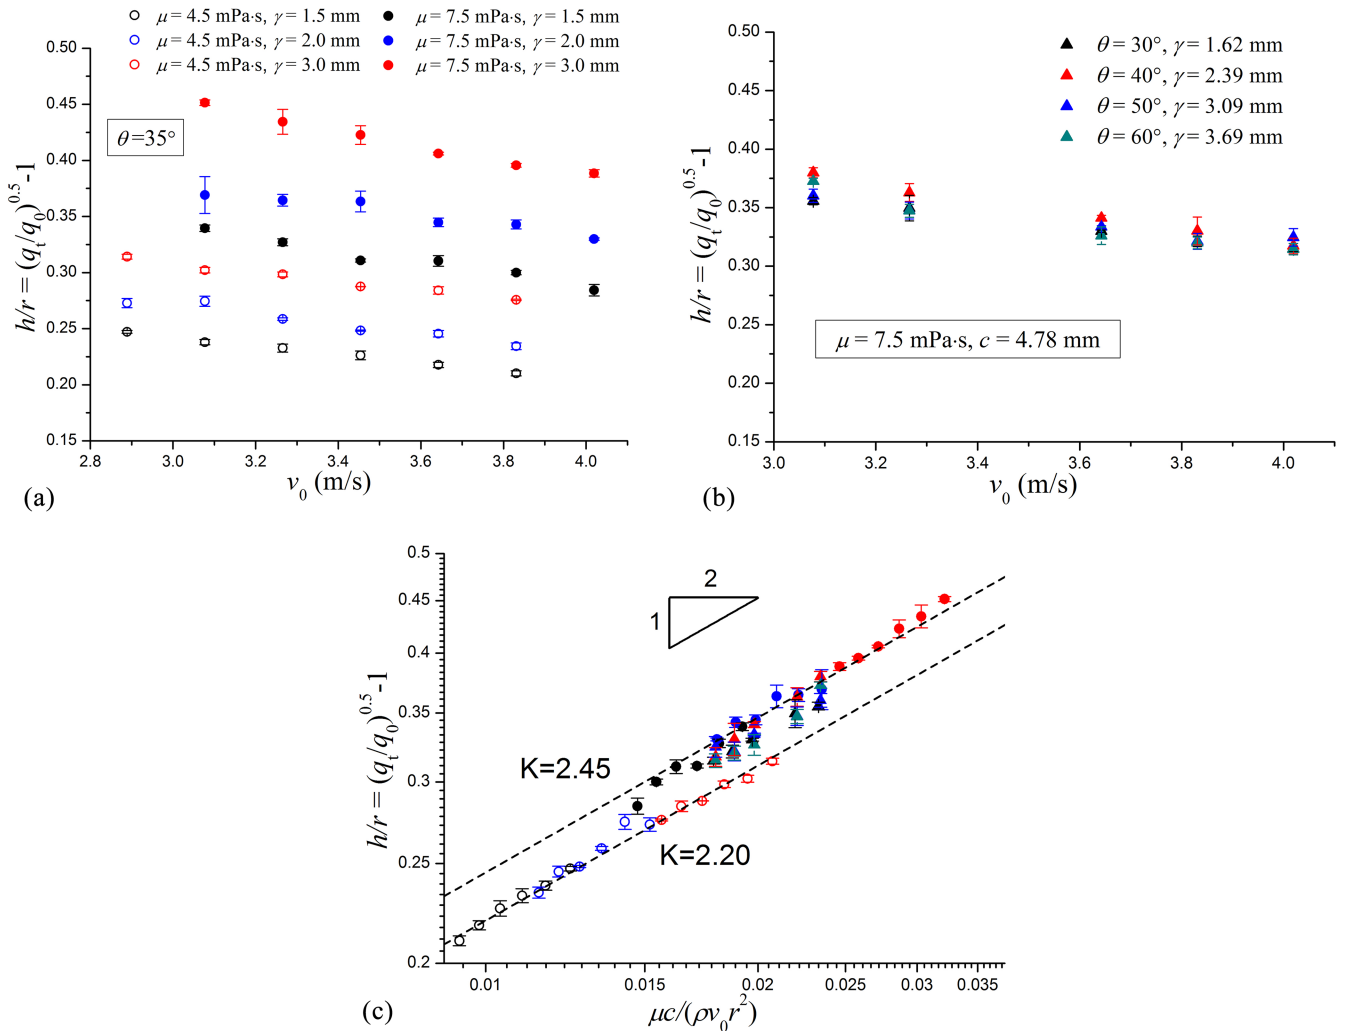 μ = 4.5 mPa·s, γ = 1.5 mm μ = 7.5 mPa·s, γ = 1.5 mm
μ = 4.5 mPa·s, γ = 2.0 mm μ = 7.5 mPa·s, γ = 2.0 mm
μ = 4.5 mPa·s, γ = 3.0 mm μ = 7.5 mPa·s, γ = 3.0 mm
θ =35°
h/r = (qt/q0)^0.5-1
0.50
0.45
0.40
0.35
0.30
0.25
0.20
0.15
2.8 3.0 3.2 3.4 3.6 3.8 4.0
v0 (m/s)
(a)
θ = 30°, γ = 1.62 mm
θ = 40°, γ = 2.39 mm
θ = 50°, γ = 3.09 mm
θ = 60°, γ = 3.69 mm
h/r = (qt/q0)^0.5-1
0.50
0.45
0.40
0.35
0.30
0.25
0.20
0.15
μ = 7.5 mPa·s, c = 4.78 mm
3.0 3.2 3.4 3.6 3.8 4.0
v0 (m/s)
(b)
h/r = (qt/q0)^0.5-1
0.5
0.45
0.4
0.35
0.3
0.25
0.2
2
1
K=2.45
K=2.20
0.01 0.015 0.02 0.025 0.03 0.035
μc/(ρv0r^2)
(c)